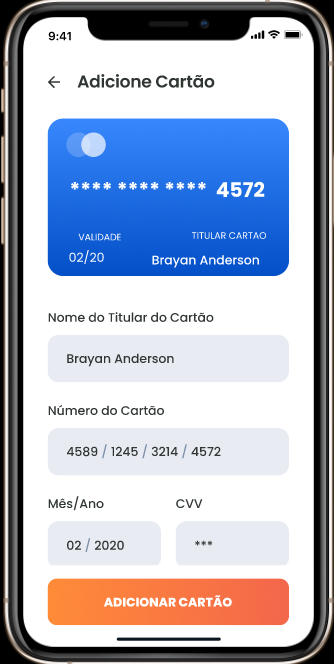 9:41
Adicione Cartão
**** **** **** 4572
VALIDADE TITULAR CARTAO
02/20 Brayan Anderson
Nome do Titular do Cartão
Brayan Anderson
Número do Cartão
4589 / 1245 / 3214 / 4572
Mês/Ano CVV
02 / 2020 ***
ADICIONAR CARTÃO